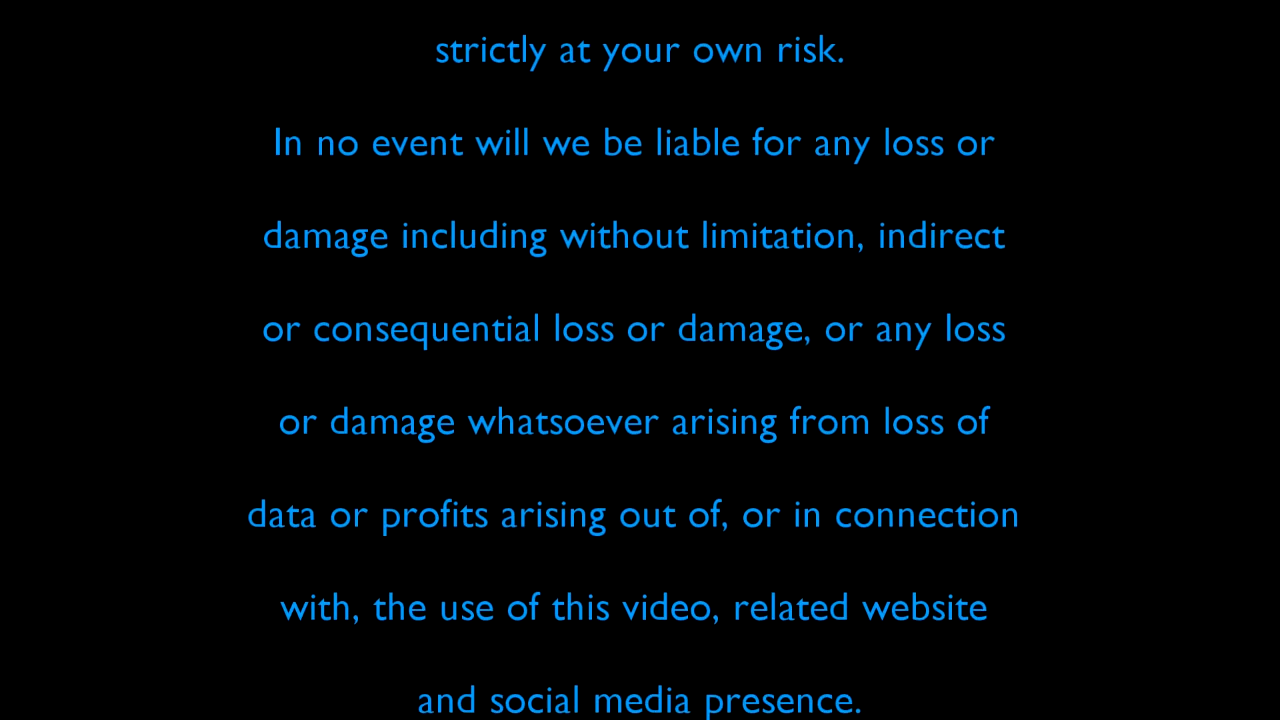 strictly at your own risk.
In no event will we be liable for any loss or
damage including without limitation, indirect
or consequential loss or damage, or any loss
or damage whatsoever arising from loss of
data or profits arising out of, or in connection
with, the use of this video, related website
and social media presence.